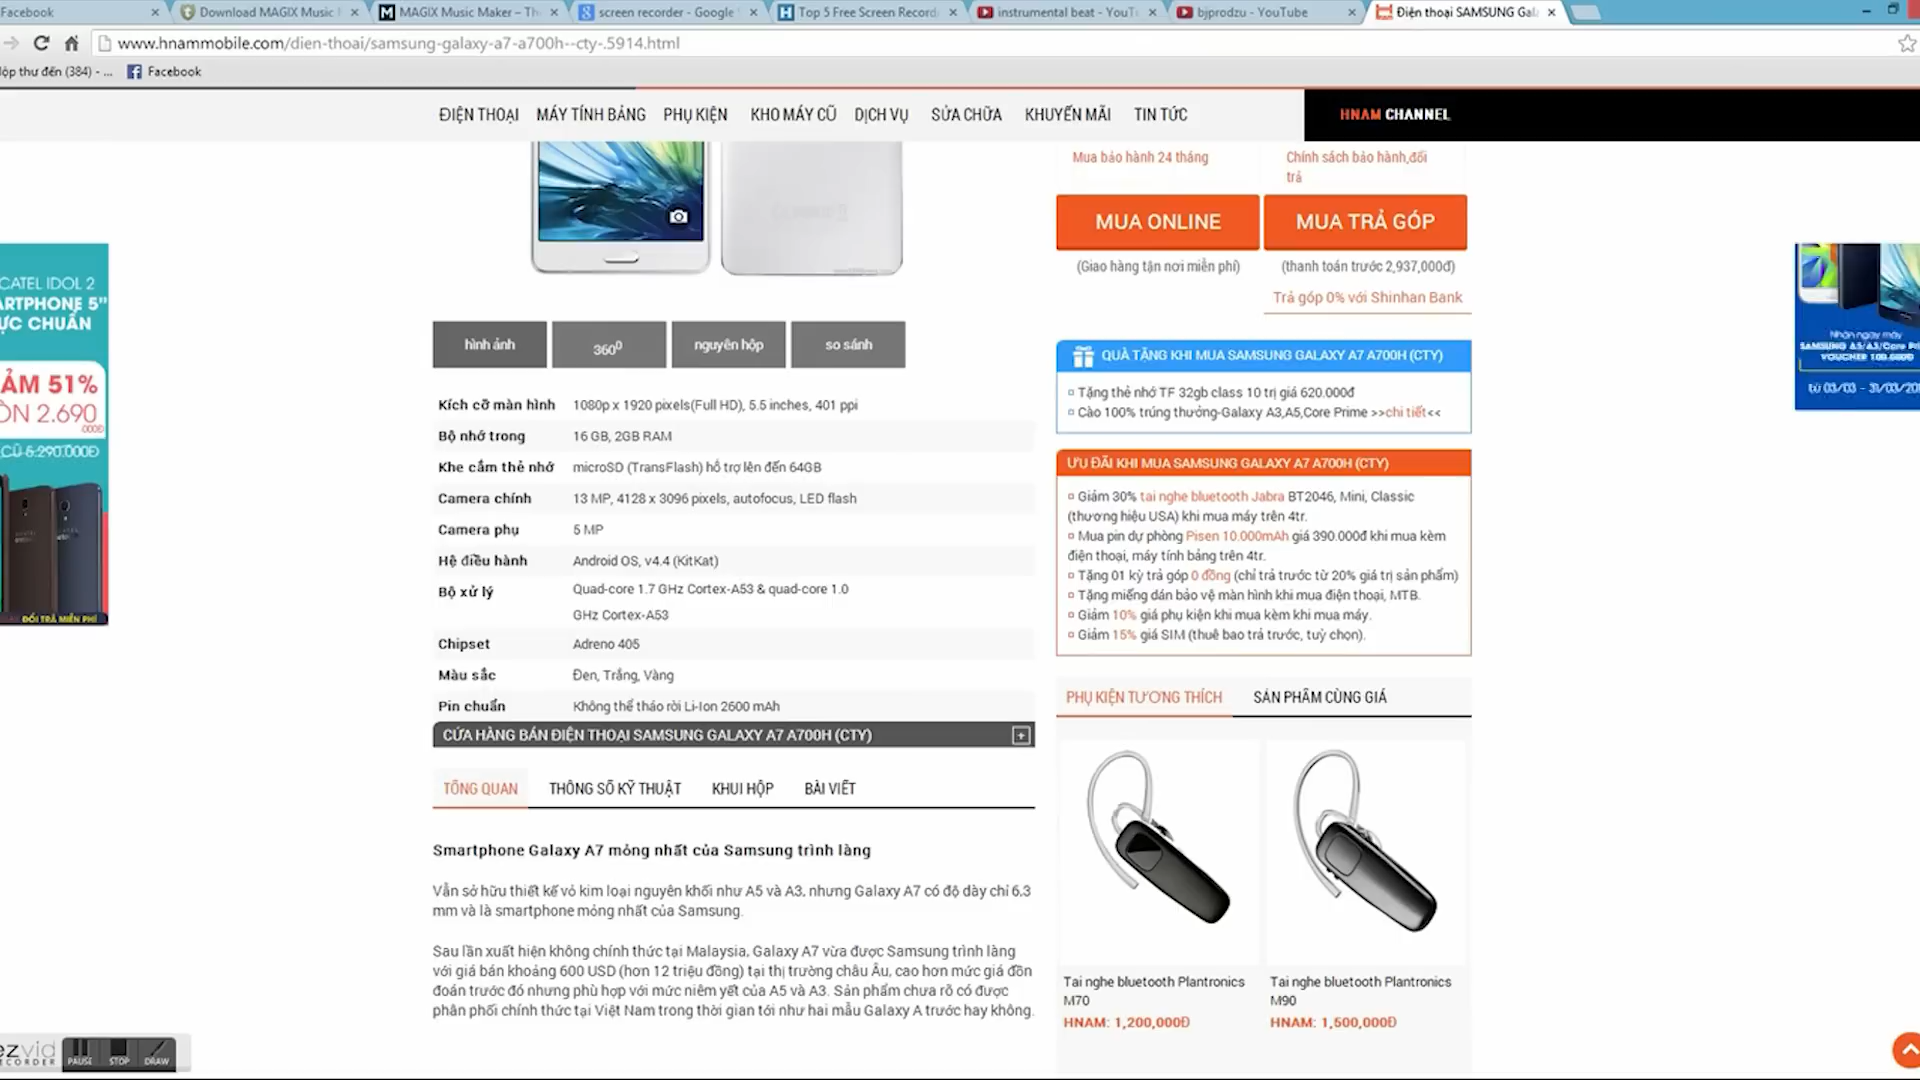 Facebook
Download MAGIX Music
MAGIX Music Maker – Th
screen recorder - Google
Top 5 Free Screen Record
instrumental beat - YouT
bjprodzu - YouTube
Điện thoại SAMSUNG Gal
www.hnammobile.com/dien-thoai/samsung-galaxy-a7-a700h--cty-.5914.html
ộp thư đến (384) - ...
Facebook
ĐIỆN THOẠI
MÁY TÍNH BẢNG
PHỤ KIỆN
KHO MÁY CŨ
DỊCH VỤ
SỬA CHỮA
KHUYẾN MÃI
TIN TỨC
HNAM CHANNEL
Mua bảo hành 24 tháng
Chính sách bảo hành,đổi
trả
MUA ONLINE
MUA TRẢ GÓP
(Giao hàng tận nơi miễn phí)
(thanh toán trước 2,937,000đ)
Trả góp 0% với Shinhan Bank
CATEL IDOL 2
ARTPHONE 5"
ỰC CHUẨN
ẢM 51%
ÒN 2.690
.000Đ
CŨ 5.290.000Đ
ĐỔI TRẢ MIỄN PHÍ
Nhận ngay máy
SAMSUNG A5/A3/Core Pri
VOUCHER 100.000Đ
từ 03/03 - 31/03/20
hình ảnh
360⁰
nguyên hộp
so sánh
Kích cỡ màn hình 1080p x 1920 pixels(Full HD), 5.5 inches, 401 ppi
Bộ nhớ trong 16 GB, 2GB RAM
Khe cắm thẻ nhớ microSD (TransFlash) hỗ trợ lên đến 64GB
Camera chính 13 MP, 4128 x 3096 pixels, autofocus, LED flash
Camera phụ 5 MP
Hệ điều hành Android OS, v4.4 (KitKat)
Bộ xử lý Quad-core 1.7 GHz Cortex-A53 & quad-core 1.0
GHz Cortex-A53
Chipset Adreno 405
Màu sắc Đen, Trắng, Vàng
Pin chuẩn Không thể tháo rời Li-Ion 2600 mAh
CỬA HÀNG BÁN ĐIỆN THOẠI SAMSUNG GALAXY A7 A700H (CTY)
TỔNG QUAN
THÔNG SỐ KỸ THUẬT
KHUI HỘP
BÀI VIẾT
Smartphone Galaxy A7 mỏng nhất của Samsung trình làng
Vẫn sở hữu thiết kế vỏ kim loại nguyên khối như A5 và A3, nhưng Galaxy A7 có độ dày chỉ 6.3
mm và là smartphone mỏng nhất của Samsung.
Sau lần xuất hiện không chính thức tại Malaysia, Galaxy A7 vừa được Samsung trình làng
với giá bán khoảng 600 USD (hơn 12 triệu đồng) tại thị trường châu Âu, cao hơn mức giá đồn
đoán trước đó nhưng phù hợp với mức niêm yết của A5 và A3. Sản phẩm chưa rõ có được
phân phối chính thức tại Việt Nam trong thời gian tới như hai mẫu Galaxy A trước hay không.
QUÀ TẶNG KHI MUA SAMSUNG GALAXY A7 A700H (CTY)
Tặng thẻ nhớ TF 32gb class 10 trị giá 620.000đ
Cào 100% trúng thưởng-Galaxy A3,A5,Core Prime >>chi tiết<<
ƯU ĐÃI KHI MUA SAMSUNG GALAXY A7 A700H (CTY)
Giảm 30% tai nghe bluetooth Jabra BT2046, Mini, Classic
(thương hiệu USA) khi mua máy trên 4tr.
Mua pin dự phòng Pisen 10.000mAh giá 390.000đ khi mua kèm
điện thoại, máy tính bảng trên 4tr.
Tặng 01 kỳ trả góp 0 đồng (chỉ trả trước từ 20% giá trị sản phẩm)
Tặng miếng dán bảo vệ màn hình khi mua điện thoại, MTB.
Giảm 10% giá phụ kiện khi mua kèm khi mua máy.
Giảm 15% giá SIM (thuê bao trả trước, tuỳ chọn).
PHỤ KIỆN TƯƠNG THÍCH
SẢN PHẨM CÙNG GIÁ
Tai nghe bluetooth Plantronics
M70
HNAM: 1,200,000Đ
Tai nghe bluetooth Plantronics
M90
HNAM: 1,500,000Đ
ezvid
RECORDER
PAUSE
STOP
DRAW